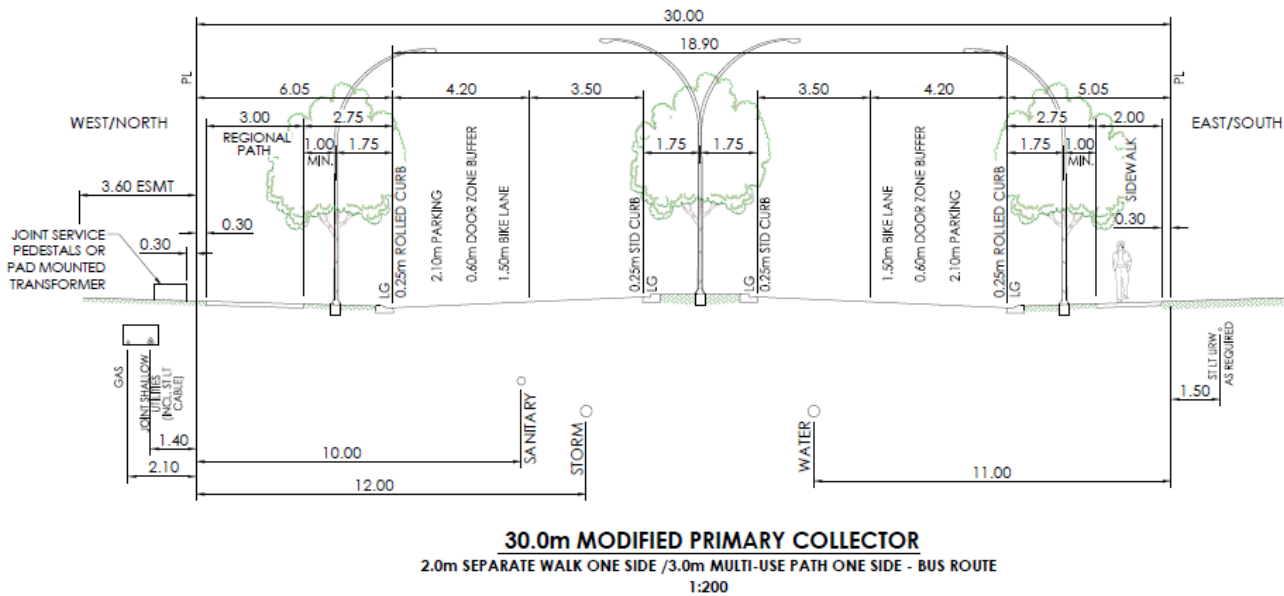 30.00
18.90
PL
PL
6.05
4.20
3.50
3.50
4.20
5.05
WEST/NORTH
EAST/SOUTH
3.00
2.75
2.75
2.00
REGIONAL
PATH
1.00
MIN.
1.75
1.75
1.75
1.75
1.00
MIN.
SIDEWALK
3.60 ESMT
0.30
0.30
0.30
JOINT SERVICE
PEDESTALS OR
PAD MOUNTED
TRANSFORMER
LG
0.25m ROLLED CURB
2.10m PARKING
0.60m DOOR ZONE BUFFER
1.50m BIKE LANE
0.25m STD CURB
LG
LG
0.25m STD CURB
1.50m BIKE LANE
0.60m DOOR ZONE BUFFER
2.10m PARKING
0.25m ROLLED CURB
LG
GAS
JOINT SHALLOW
UTILITIES
(INCL. ST LT
CABLE)
1.40
2.10
SANITARY
STORM
WATER
10.00
12.00
11.00
ST LT URW
AS REQUIRED
1.50
30.0m MODIFIED PRIMARY COLLECTOR
2.0m SEPARATE WALK ONE SIDE /3.0m MULTI-USE PATH ONE SIDE - BUS ROUTE
1:200